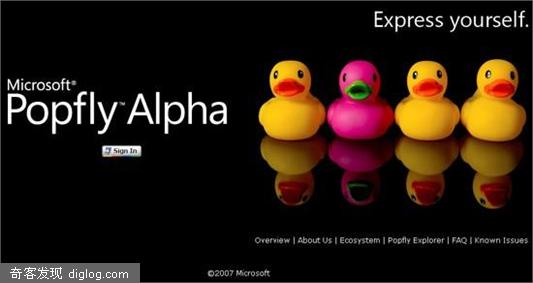 Express yourself.
Microsoft®
Popfly™ Alpha
Sign In
Overview | About Us | Ecosystem | Popfly Explorer | FAQ | Known Issues
©2007 Microsoft
奇客发现 diglog.com